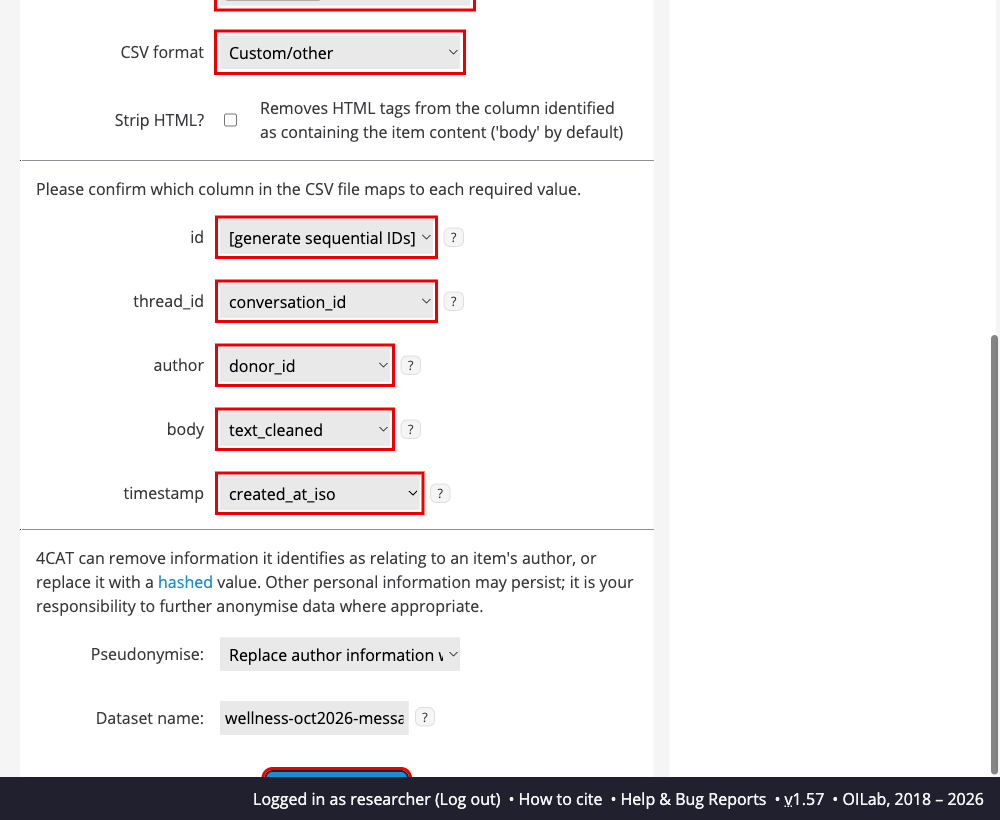 CSV format
Custom/other
Strip HTML?
Removes HTML tags from the column identified
as containing the item content ('body' by default)
Please confirm which column in the CSV file maps to each required value.
id
[generate sequential IDs]
?
thread_id
conversation_id
?
author
donor_id
?
body
text_cleaned
?
timestamp
created_at_iso
?
4CAT can remove information it identifies as relating to an item's author, or
replace it with a hashed value. Other personal information may persist; it is your
responsibility to further anonymise data where appropriate.
Pseudonymise:
Replace author information
Dataset name:
wellness-oct2026-messa
?
Logged in as researcher (Log out) • How to cite • Help & Bug Reports • v1.57 • OILab, 2018 – 2026